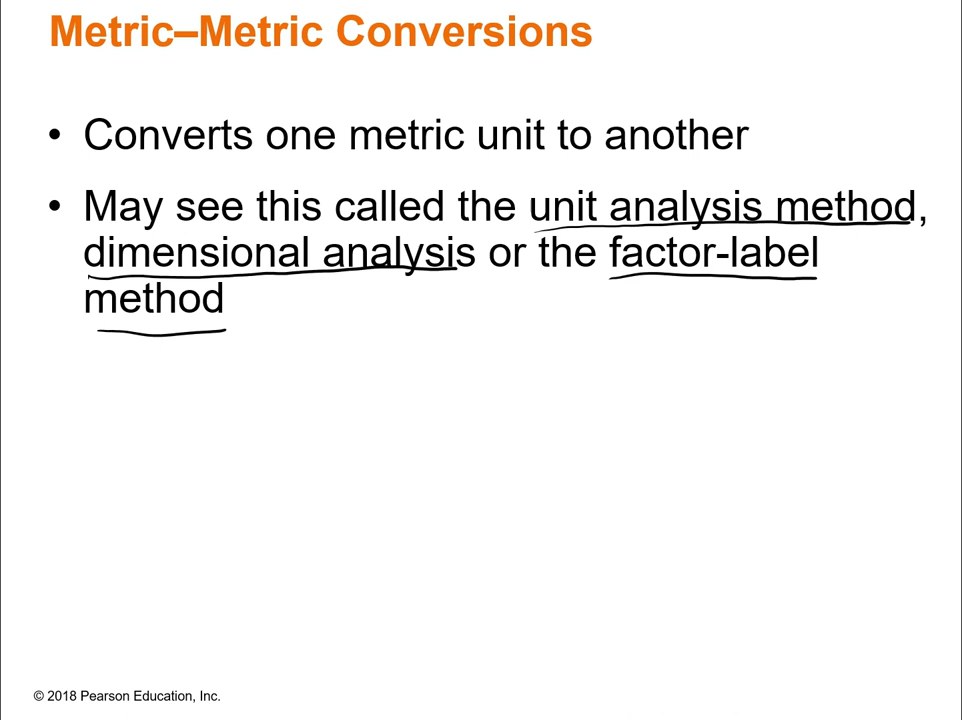 Metric–Metric Conversions
• Converts one metric unit to another
• May see this called the unit analysis method,
dimensional analysis or the factor-label
method
© 2018 Pearson Education, Inc.